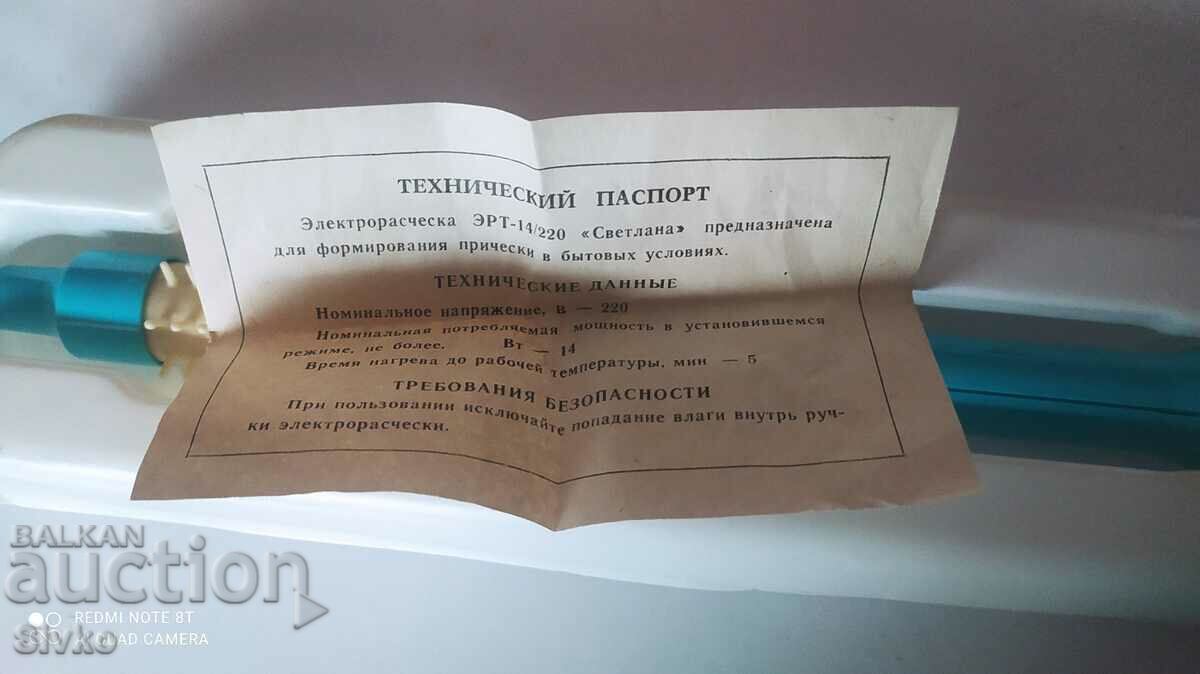 ТЕХНИЧЕСКИЙ ПАСПОРТ
Электрорасческа ЭРТ-14/220 «Светлана» предназначена
для формирования прически в бытовых условиях.
ТЕХНИЧЕСКИЕ ДАННЫЕ
Номинальное напряжение, В — 220
Номинальная потребляемая мощность в установившемся
режиме, не более. Вт — 14
Время нагрева до рабочей температуры, мин — 5
ТРЕБОВАНИЯ БЕЗОПАСНОСТИ
При пользовании исключайте попадание влаги внутрь руч-
ки электрорасчески.
BALKAN
auction
REDMI NOTE 8T
QUAD CAMERA
sivko